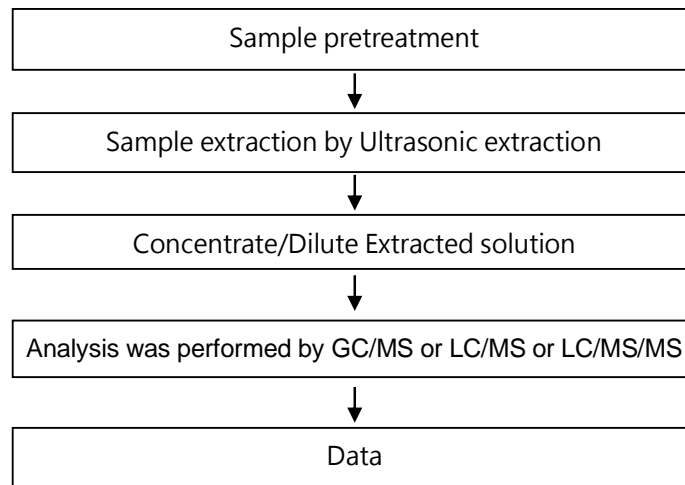 Sample pretreatment
Sample extraction by Ultrasonic extraction
Concentrate/Dilute Extracted solution
Analysis was performed by GC/MS or LC/MS or LC/MS/MS
Data